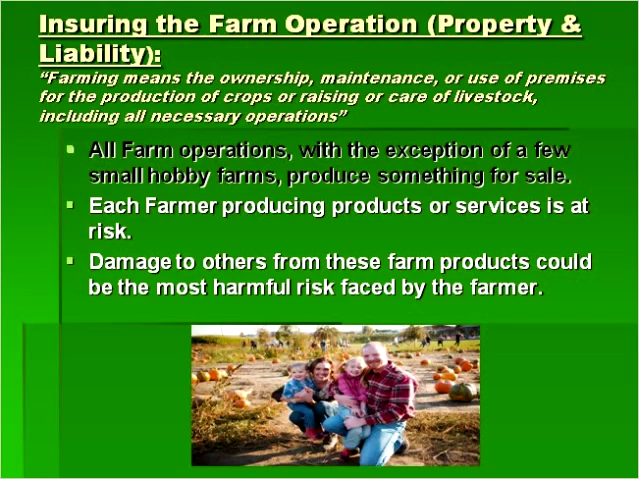 Insuring the Farm Operation (Property &
Liability):
“Farming means the ownership, maintenance, or use of premises
for the production of crops or raising or care of livestock,
including all necessary operations”
All Farm operations, with the exception of a few
small hobby farms, produce something for sale.
Each Farmer producing products or services is at
risk.
Damage to others from these farm products could
be the most harmful risk faced by the farmer.